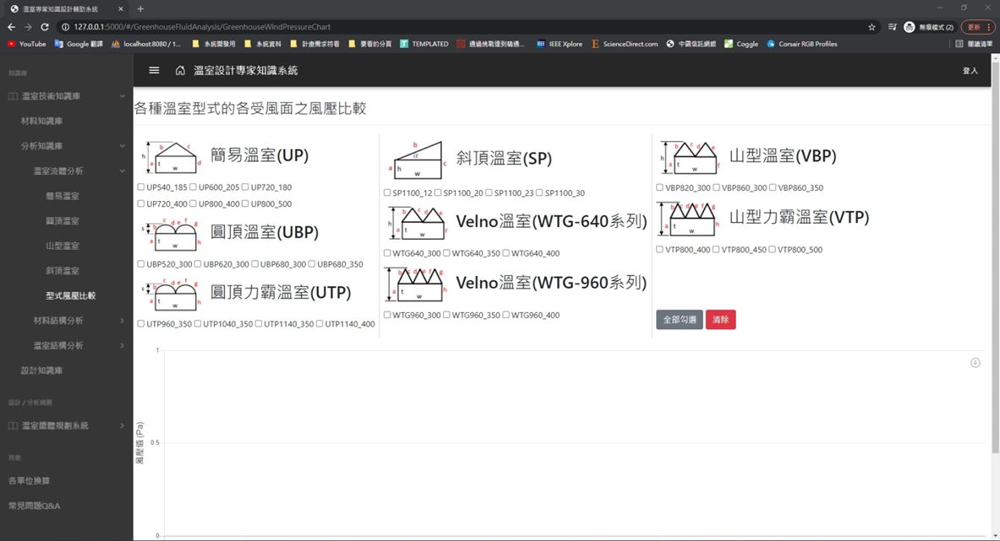 溫室專家知識設計輔助系統
127.0.0.1:5000/#/GreenhouseFluidAnalysis/GreenhouseWindPressureChart
無痕模式 (2)
更新
YouTube
Google 翻譯
localhost:8080 / 1...
系統開發用
系統資料
計畫需求待看
要看的分頁
TEMPLATED
透過挑戰達到精通...
IEEE Xplore
ScienceDirect.com
中國信託網銀
Coggle
Corsair RGB Profiles
閱讀清單
知識庫
溫室技術知識庫
材料知識庫
分析知識庫
溫室流體分析
簡易溫室
圓頂溫室
山型溫室
斜頂溫室
型式風壓比較
材料結構分析
溫室結構分析
設計知識庫
設計 / 分析規劃
溫室總體規劃系統
其他
各單位換算
常見問題Q&A
溫室設計專家知識系統
登入
各種溫室型式的各受風面之風壓比較
h a b c d t w
簡易溫室(UP)
UP540_185 UP600_205 UP720_180
UP720_400 UP800_400 UP800_500
s a b c d e f g h t w
圓頂溫室(UBP)
UBP520_300 UBP620_300 UBP680_300 UBP680_350
s a b c d e f g h t w
圓頂力霸溫室(UTP)
UTP960_350 UTP1040_350 UTP1140_350 UTP1140_400
a h b α c w
斜頂溫室(SP)
SP1100_12 SP1100_20 SP1100_23 SP1100_30
h a b c d e f t w
Velno溫室(WTG-640系列)
WTG640_300 WTG640_350 WTG640_400
a b c d e f g h t w
Velno溫室(WTG-960系列)
WTG960_300 WTG960_350 WTG960_400
h a b c d e f t w
山型溫室(VBP)
VBP820_300 VBP860_300 VBP860_350
a b c d e f g h t w
山型力霸溫室(VTP)
VTP800_400 VTP800_450 VTP800_500
全部勾選
清除
1
0.5
0
風壓值 (Pa)